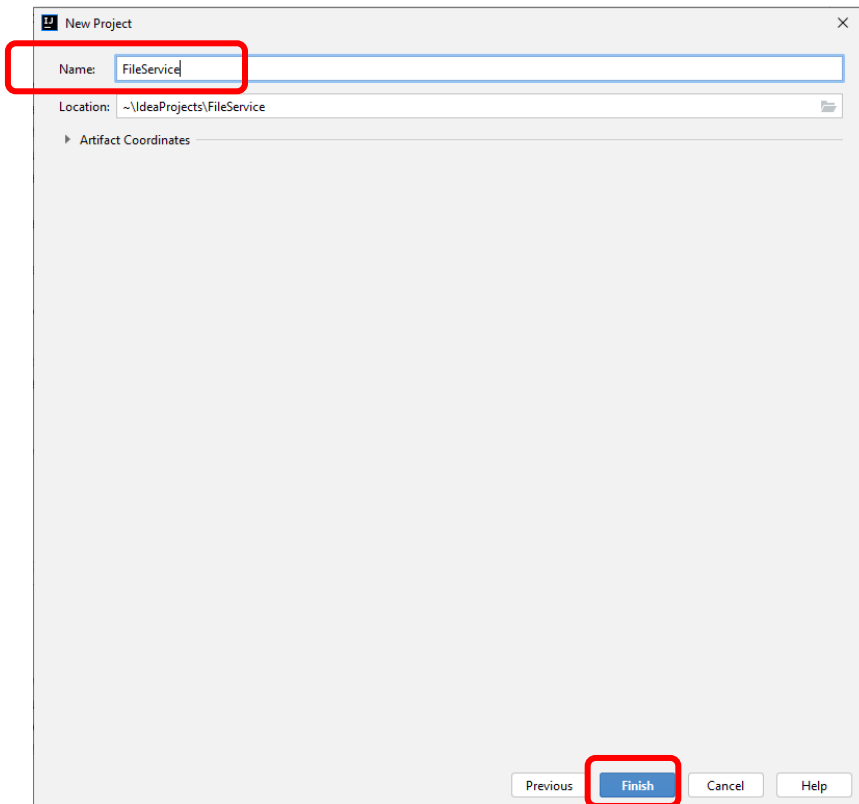 New Project
Name: FileService
Location: ~\IdeaProjects\FileService
Artifact Coordinates
Previous Finish Cancel Help